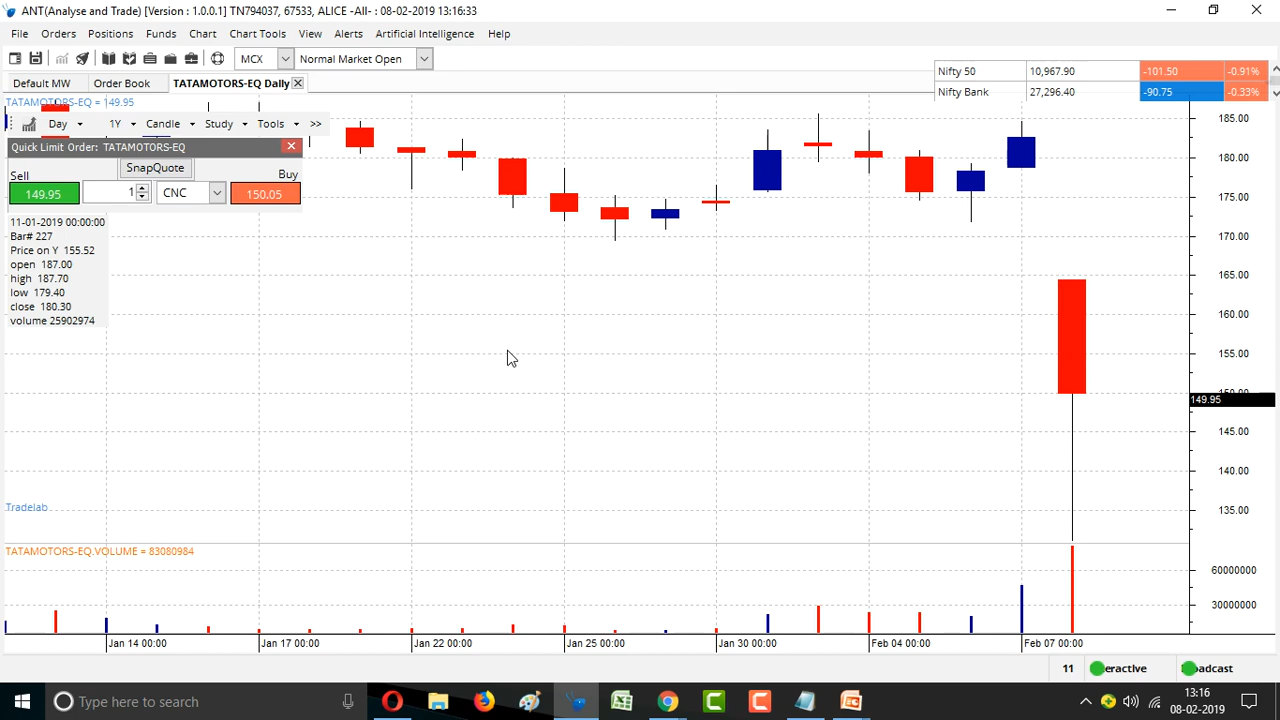 ANT(Analyse and Trade) [Version : 1.0.0.1] TN794037, 67533, ALICE -All- : 08-02-2019 13:16:33
File Orders Positions Funds Chart Chart Tools View Alerts Artificial Intelligence Help
MCX Normal Market Open
Default MW Order Book TATAMOTORS-EQ Daily
Nifty 50 10,967.90 -101.50 -0.91%
Nifty Bank 27,296.40 -90.75 -0.33%
TATAMOTORS-EQ = 149.95
Day 1Y Candle Study Tools >>
Quick Limit Order: TATAMOTORS-EQ
SnapQuote
Sell Buy
149.95 1 CNC 150.05
11-01-2019 00:00:00
Bar# 227
Price on Y 155.52
open 187.00
high 187.70
low 179.40
close 180.30
volume 25902974
185.00
180.00
175.00
170.00
165.00
160.00
155.00
150.00
149.95
145.00
140.00
135.00
Tradelab
TATAMOTORS-EQ.VOLUME = 83080984
60000000
30000000
Jan 14 00:00 Jan 17 00:00 Jan 22 00:00 Jan 25 00:00 Jan 30 00:00 Feb 04 00:00 Feb 07 00:00
11 eractive oadcast
Type here to search
13:16
08-02-2019